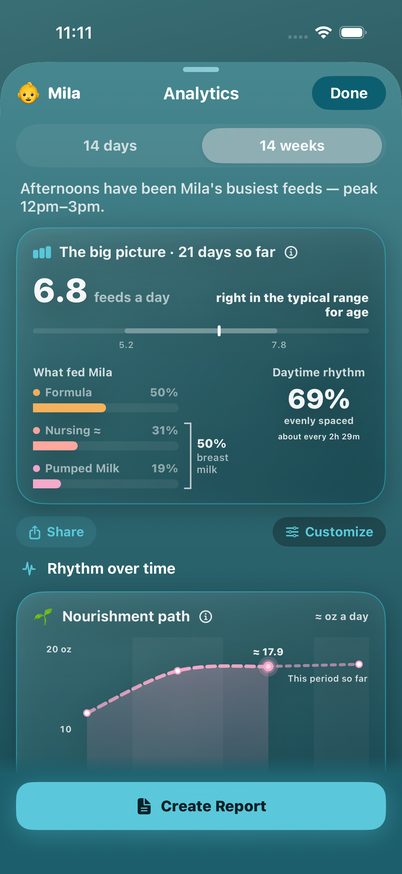 11:11
Mila
Analytics
Done
14 days
14 weeks
Afternoons have been Mila's busiest feeds — peak
12pm–3pm.
The big picture · 21 days so far
6.8 feeds a day
right in the typical range
for age
5.2
7.8
What fed Mila
Formula 50%
Nursing ≈ 31%
Pumped Milk 19%
50%
breast
milk
Daytime rhythm
69%
evenly spaced
about every 2h 29m
Share
Customize
Rhythm over time
Nourishment path
≈ oz a day
20 oz
≈ 17.9
This period so far
10
Create Report